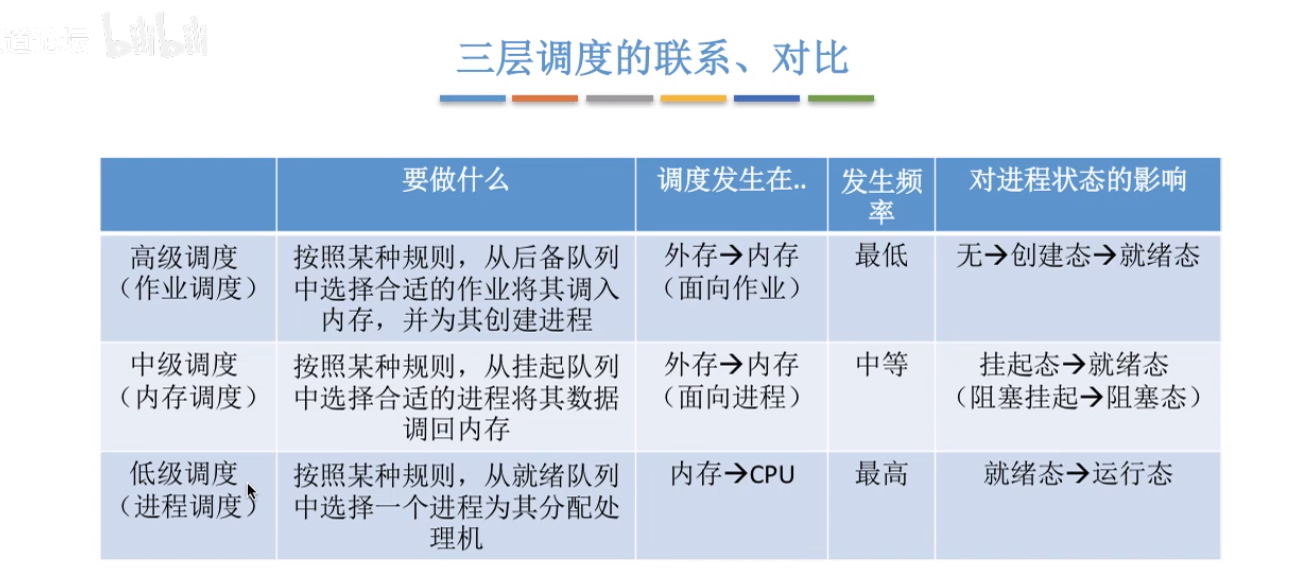 bilibili
三层调度的联系、对比
要做什么
调度发生在..
发生频
率
对进程状态的影响
高级调度
（作业调度）
按照某种规则，从后备队列
中选择合适的作业将其调入
内存，并为其创建进程
外存→内存
（面向作业）
最低
无→创建态→就绪态
中级调度
（内存调度）
按照某种规则，从挂起队列
中选择合适的进程将其数据
调回内存
外存→内存
（面向进程）
中等
挂起态→就绪态
（阻塞挂起→阻塞态）
低级调度
（进程调度）
按照某种规则，从就绪队列
中选择一个进程为其分配处
理机
内存→CPU
最高
就绪态→运行态